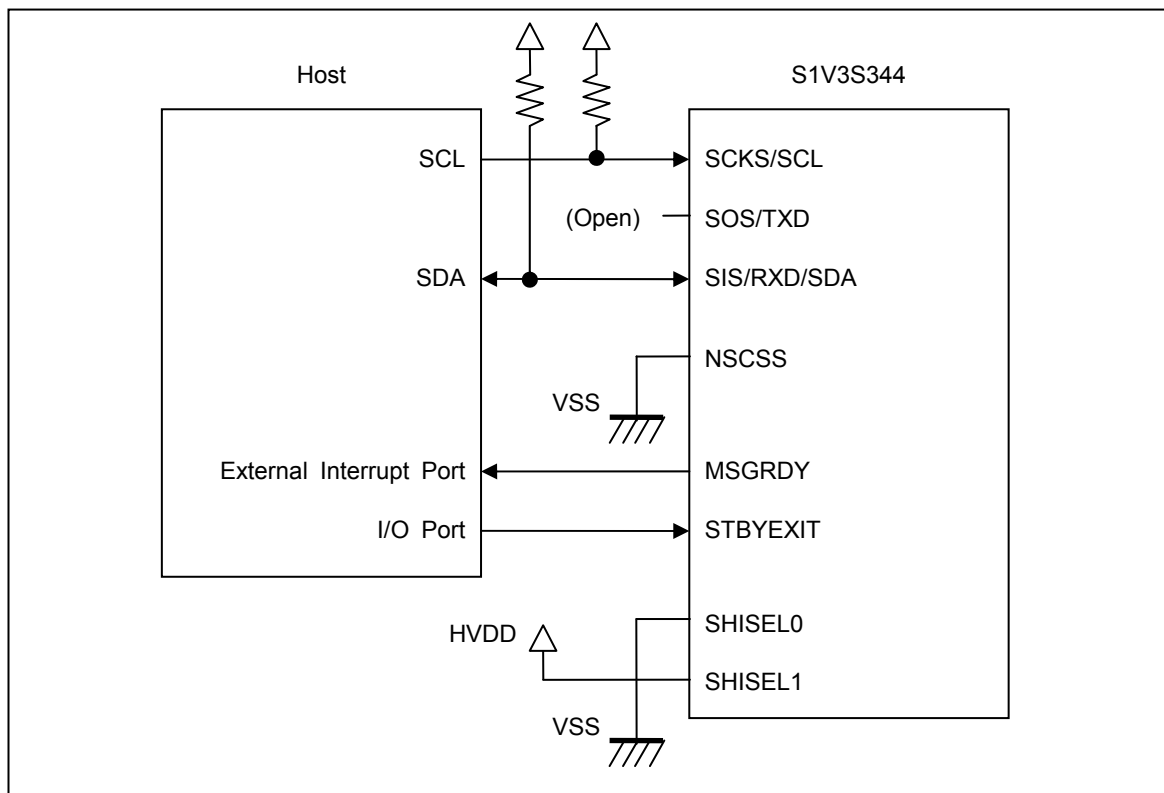 Host
S1V3S344
SCL
SCKS/SCL
(Open)
SOS/TXD
SDA
SIS/RXD/SDA
NSCSS
VSS
External Interrupt Port
MSGRDY
I/O Port
STBYEXIT
SHISEL0
HVDD
SHISEL1
VSS